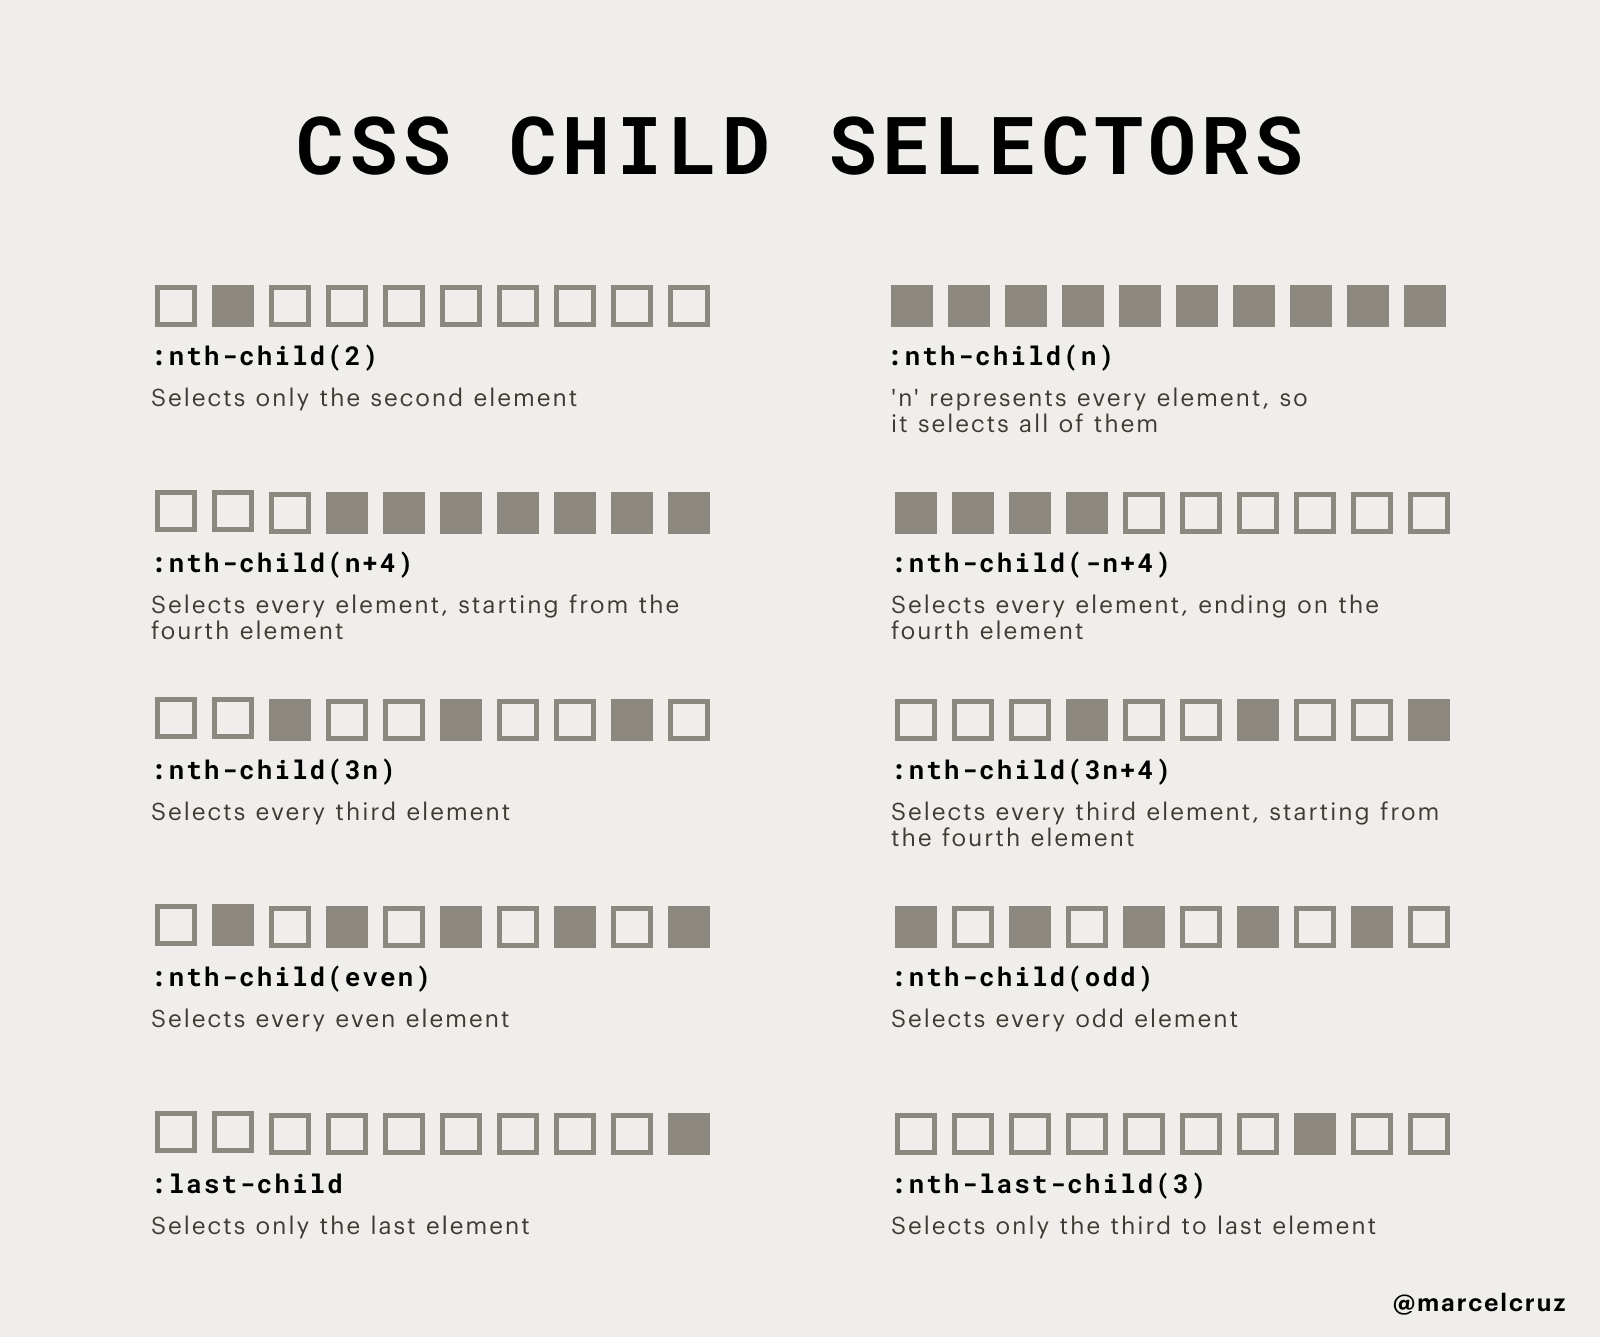 CSS CHILD SELECTORS
:nth-child(2)
Selects only the second element
:nth-child(n)
'n' represents every element, so
it selects all of them
:nth-child(n+4)
Selects every element, starting from the
fourth element
:nth-child(-n+4)
Selects every element, ending on the
fourth element
:nth-child(3n)
Selects every third element
:nth-child(3n+4)
Selects every third element, starting from
the fourth element
:nth-child(even)
Selects every even element
:nth-child(odd)
Selects every odd element
:last-child
Selects only the last element
:nth-last-child(3)
Selects only the third to last element
@marcelcruz